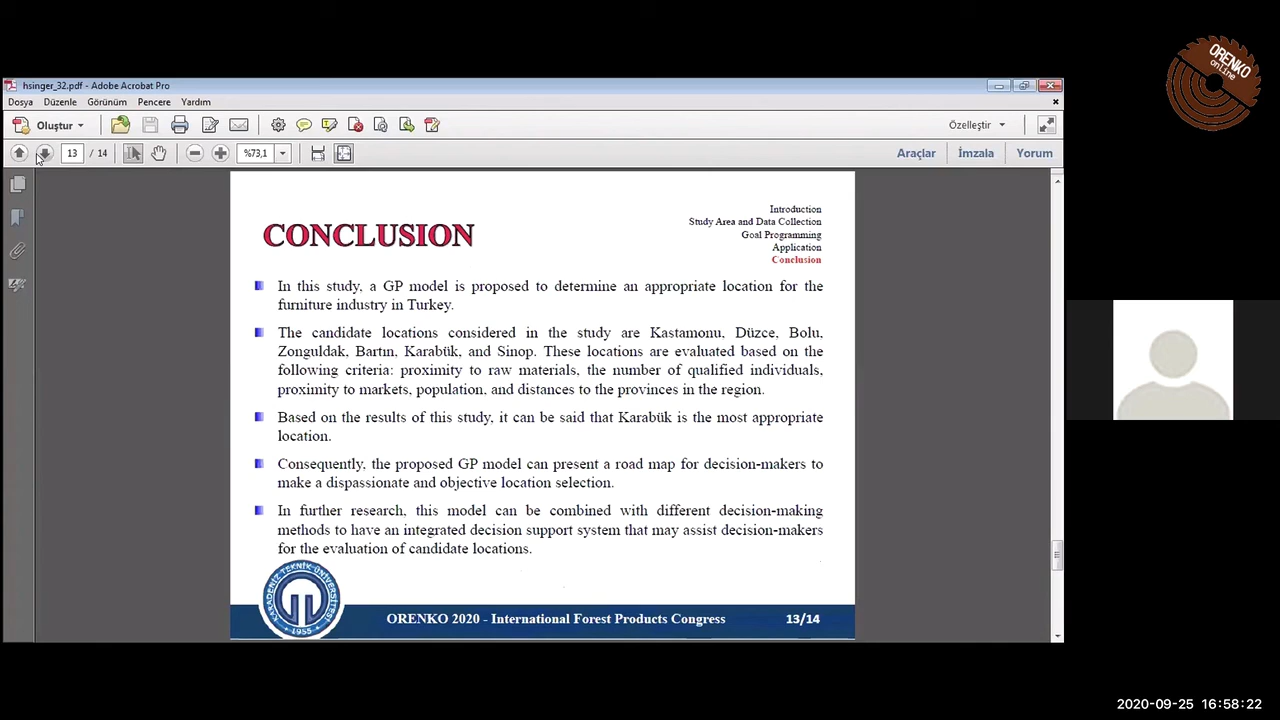 ORENKO
onLine
hsinger_32.pdf - Adobe Acrobat Pro
Dosya Düzenle Görünüm Pencere Yardım
Oluştur
Özelleştir
13 / 14
%73,1
Araçlar İmzala Yorum
Introduction
Study Area and Data Collection
Goal Programming
Application
Conclusion
CONCLUSION
In this study, a GP model is proposed to determine an appropriate location for the
furniture industry in Turkey.
The candidate locations considered in the study are Kastamonu, Düzce, Bolu,
Zonguldak, Bartın, Karabük, and Sinop. These locations are evaluated based on the
following criteria: proximity to raw materials, the number of qualified individuals,
proximity to markets, population, and distances to the provinces in the region.
Based on the results of this study, it can be said that Karabük is the most appropriate
location.
Consequently, the proposed GP model can present a road map for decision-makers to
make a dispassionate and objective location selection.
In further research, this model can be combined with different decision-making
methods to have an integrated decision support system that may assist decision-makers
for the evaluation of candidate locations.
KARADENİZ TEKNİK ÜNİVERSİTESİ
1955
ORENKO 2020 - International Forest Products Congress
13/14
2020-09-25 16:58:22